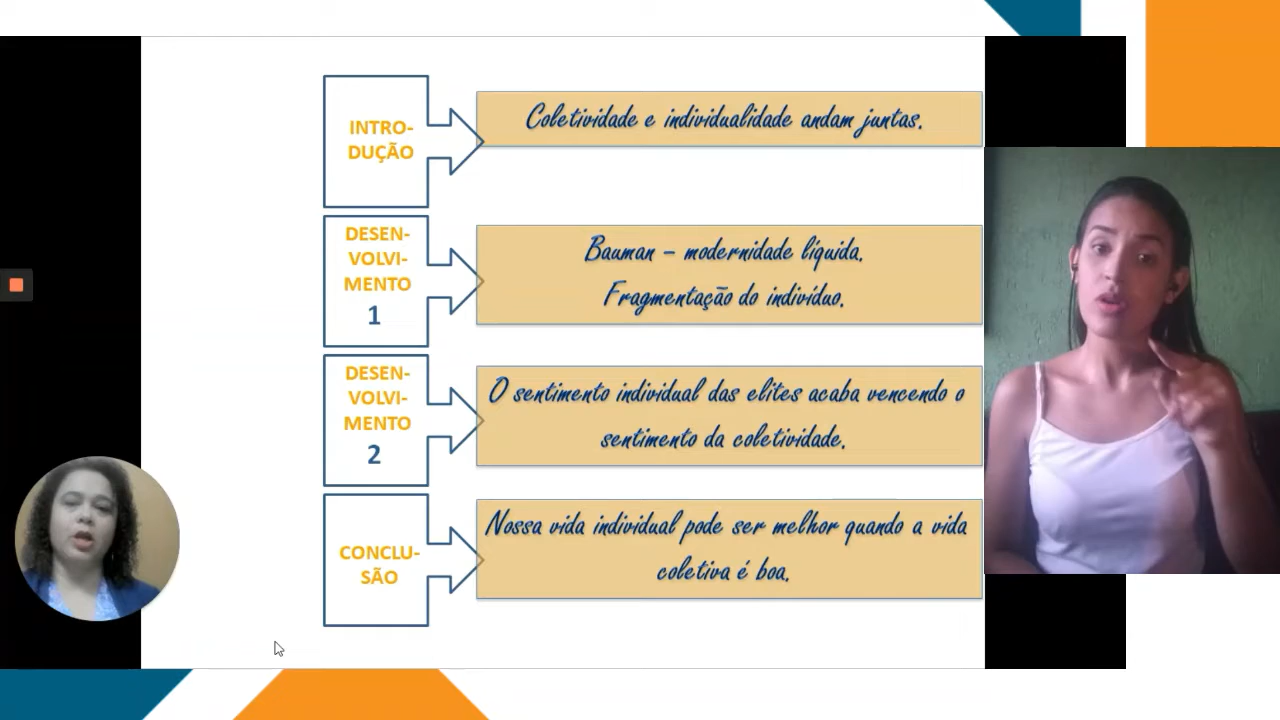 INTRO-
DUÇÃO
Coletividade e individualidade andam juntas.
DESEN-
VOLVI-
MENTO
1
Bauman – modernidade líquida.
Fragmentação do indivíduo.
DESEN-
VOLVI-
MENTO
2
O sentimento individual das elites acaba vencendo o
sentimento da coletividade.
CONCLU-
SÃO
Nossa vida individual pode ser melhor quando a vida
coletiva é boa.